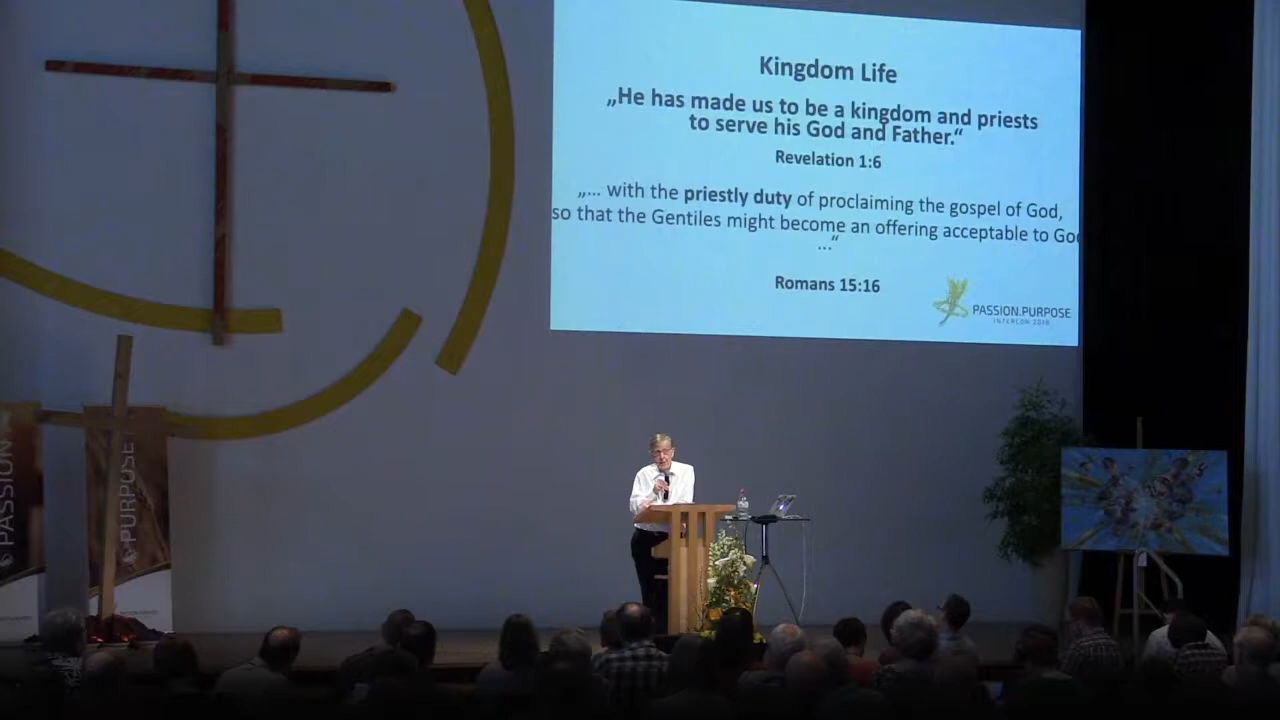 Kingdom Life
„He has made us to be a kingdom and priests
to serve his God and Father.“
Revelation 1:6
„... with the priestly duty of proclaiming the gospel of God,
so that the Gentiles might become an offering acceptable to God
...“
Romans 15:16
PASSION.PURPOSE
INTERCON 2018
PASSION
PURPOSE